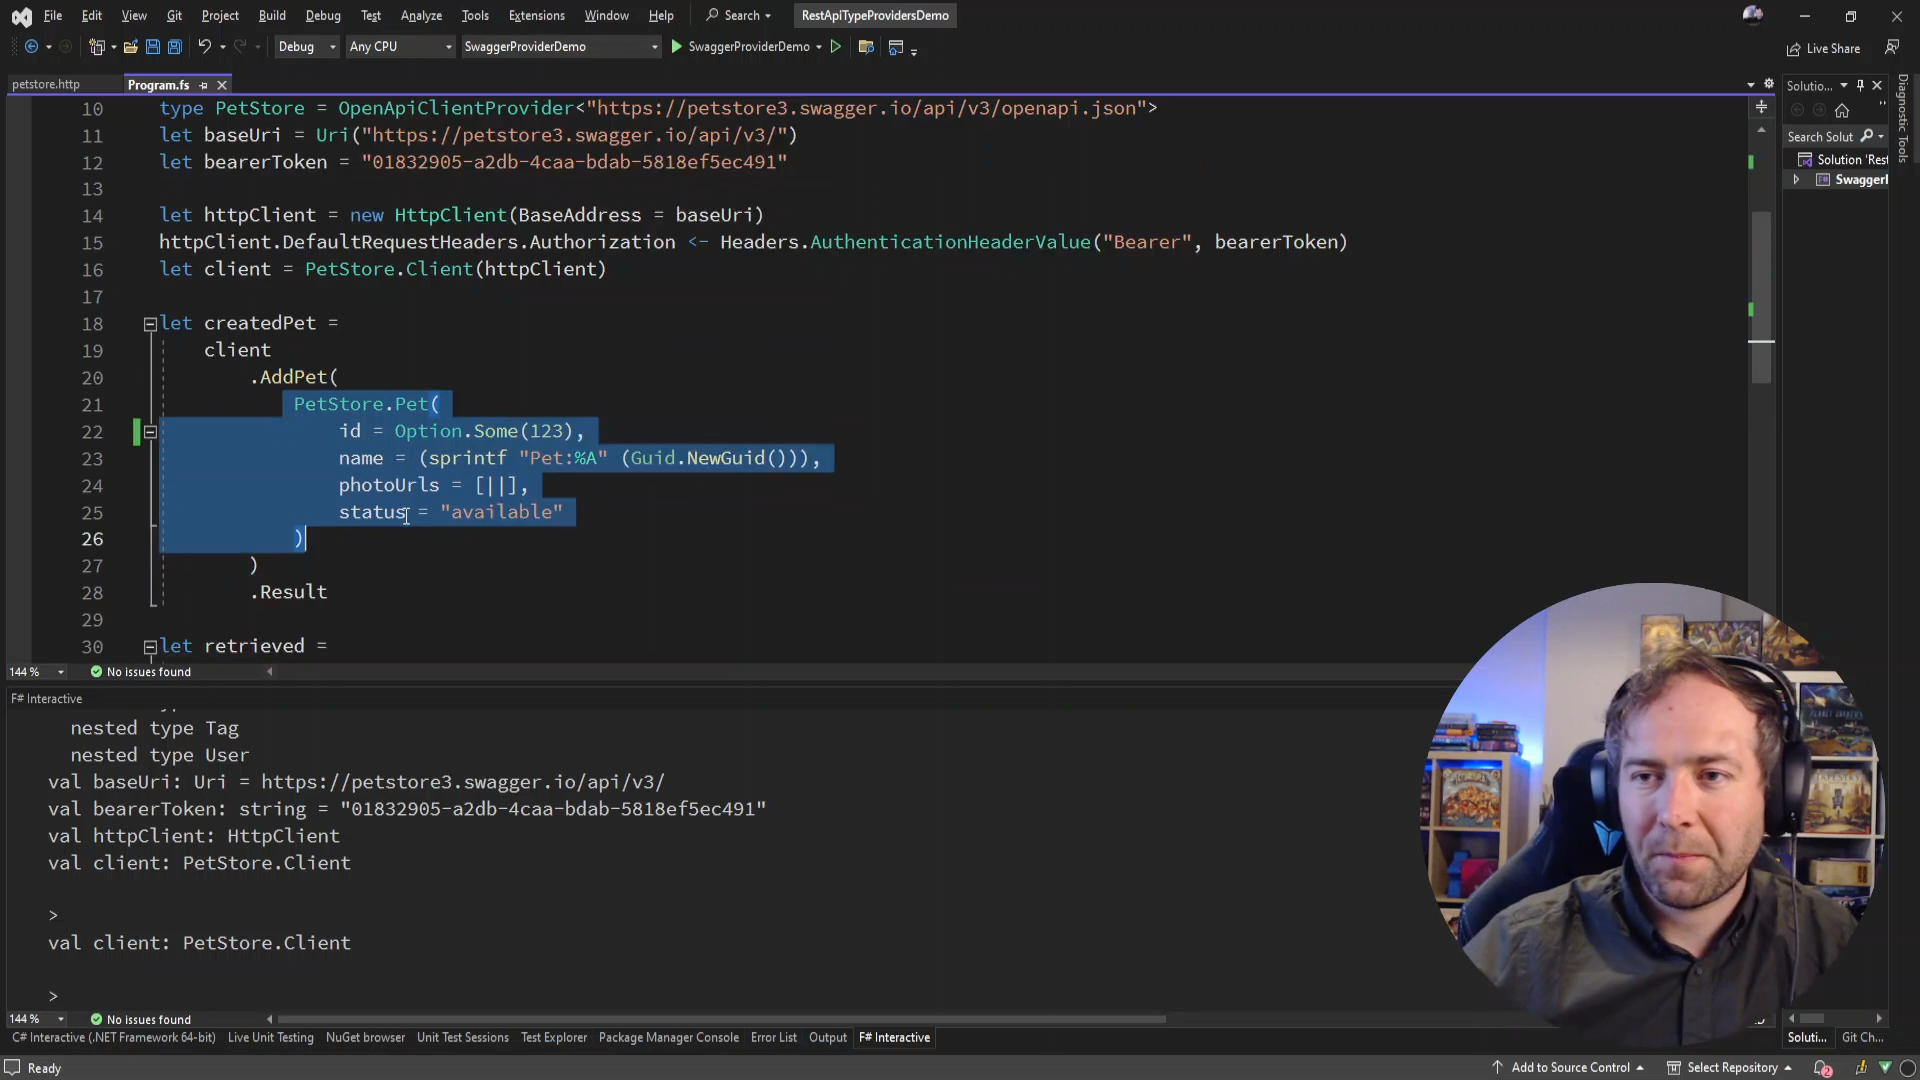 File Edit View Git Project Build Debug Test Analyze Tools Extensions Window Help Search RestApiTypeProvidersDemo
Debug Any CPU SwaggerProviderDemo SwaggerProviderDemo Live Share
petstore.http Program.fs
10 type PetStore = OpenApiClientProvider<"https://petstore3.swagger.io/api/v3/openapi.json">
11 let baseUri = Uri("https://petstore3.swagger.io/api/v3/")
12 let bearerToken = "01832905-a2db-4caa-bdab-5818ef5ec491"
13
14 let httpClient = new HttpClient(BaseAddress = baseUri)
15 httpClient.DefaultRequestHeaders.Authorization <- Headers.AuthenticationHeaderValue("Bearer", bearerToken)
16 let client = PetStore.Client(httpClient)
17
18 let createdPet =
19 client
20 .AddPet(
21 PetStore.Pet(
22 id = Option.Some(123),
23 name = (sprintf "Pet:%A" (Guid.NewGuid())),
24 photoUrls = [||],
25 status = "available"
26 )
27 )
28 .Result
29
30 let retrieved =
144 % No issues found
Solutio...
Search Solut
Solution 'Rest
SwaggerI
Diagnostic Tools
F# Interactive
nested type Tag
nested type User
val baseUri: Uri = https://petstore3.swagger.io/api/v3/
val bearerToken: string = "01832905-a2db-4caa-bdab-5818ef5ec491"
val httpClient: HttpClient
val client: PetStore.Client
>
val client: PetStore.Client
>
144 % No issues found
C# Interactive (.NET Framework 64-bit) Live Unit Testing NuGet browser Unit Test Sessions Test Explorer Package Manager Console Error List Output F# Interactive Soluti... Git Ch...
Ready Add to Source Control Select Repository 2